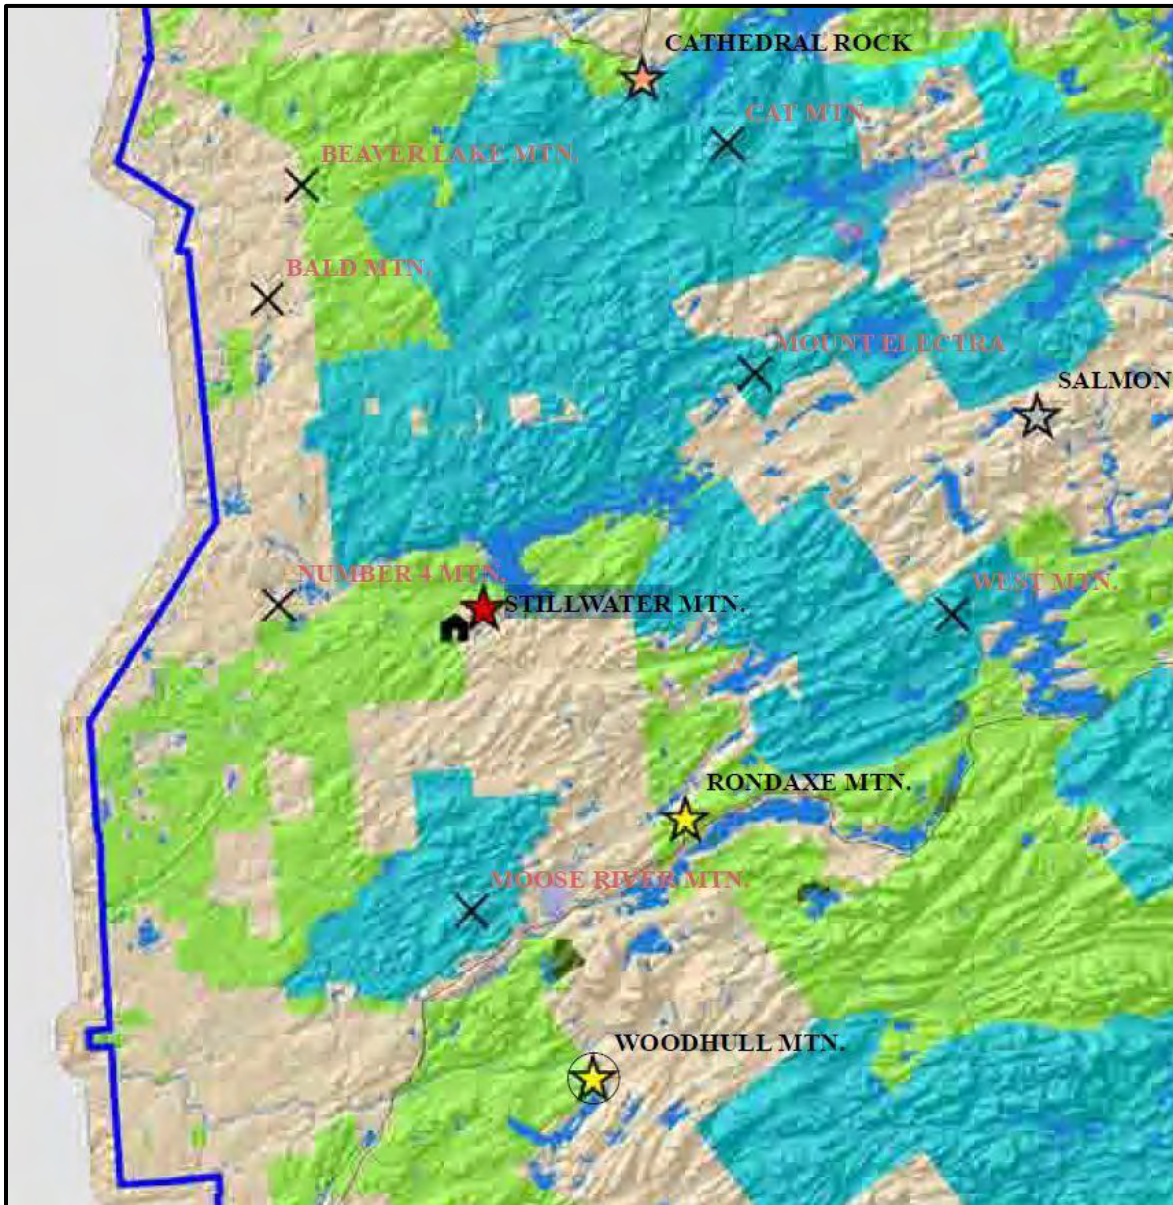 CATHEDRAL ROCK
CAT MTN.
BEAVER LAKE MTN.
BALD MTN.
MOUNT ELECTRA
SALMON
NUMBER 4 MTN.
WEST MTN.
STILLWATER MTN.
RONDAXE MTN.
MOOSE RIVER MTN.
WOODHULL MTN.